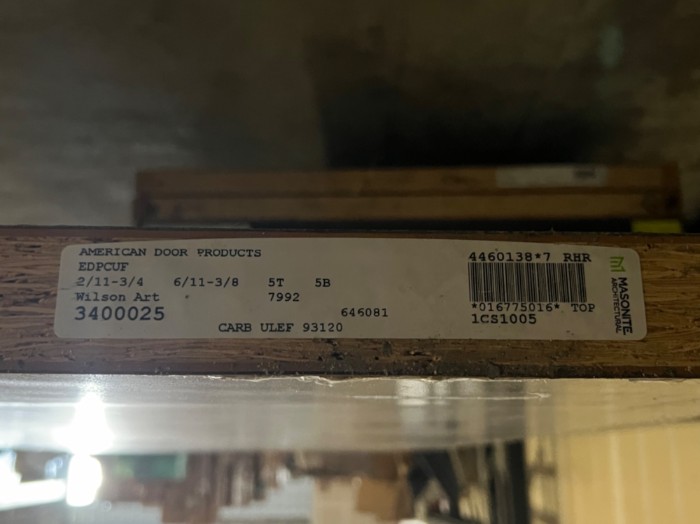 AMERICAN DOOR PRODUCTS
EDPCUF
2/11-3/4 6/11-3/8 5T 5B
Wilson Art 7992
3400025 646081
CARB ULEF 93120
4460138*7 RHR
*016775016* TOP
1CS1005
MASONITE
ARCHITECTURAL